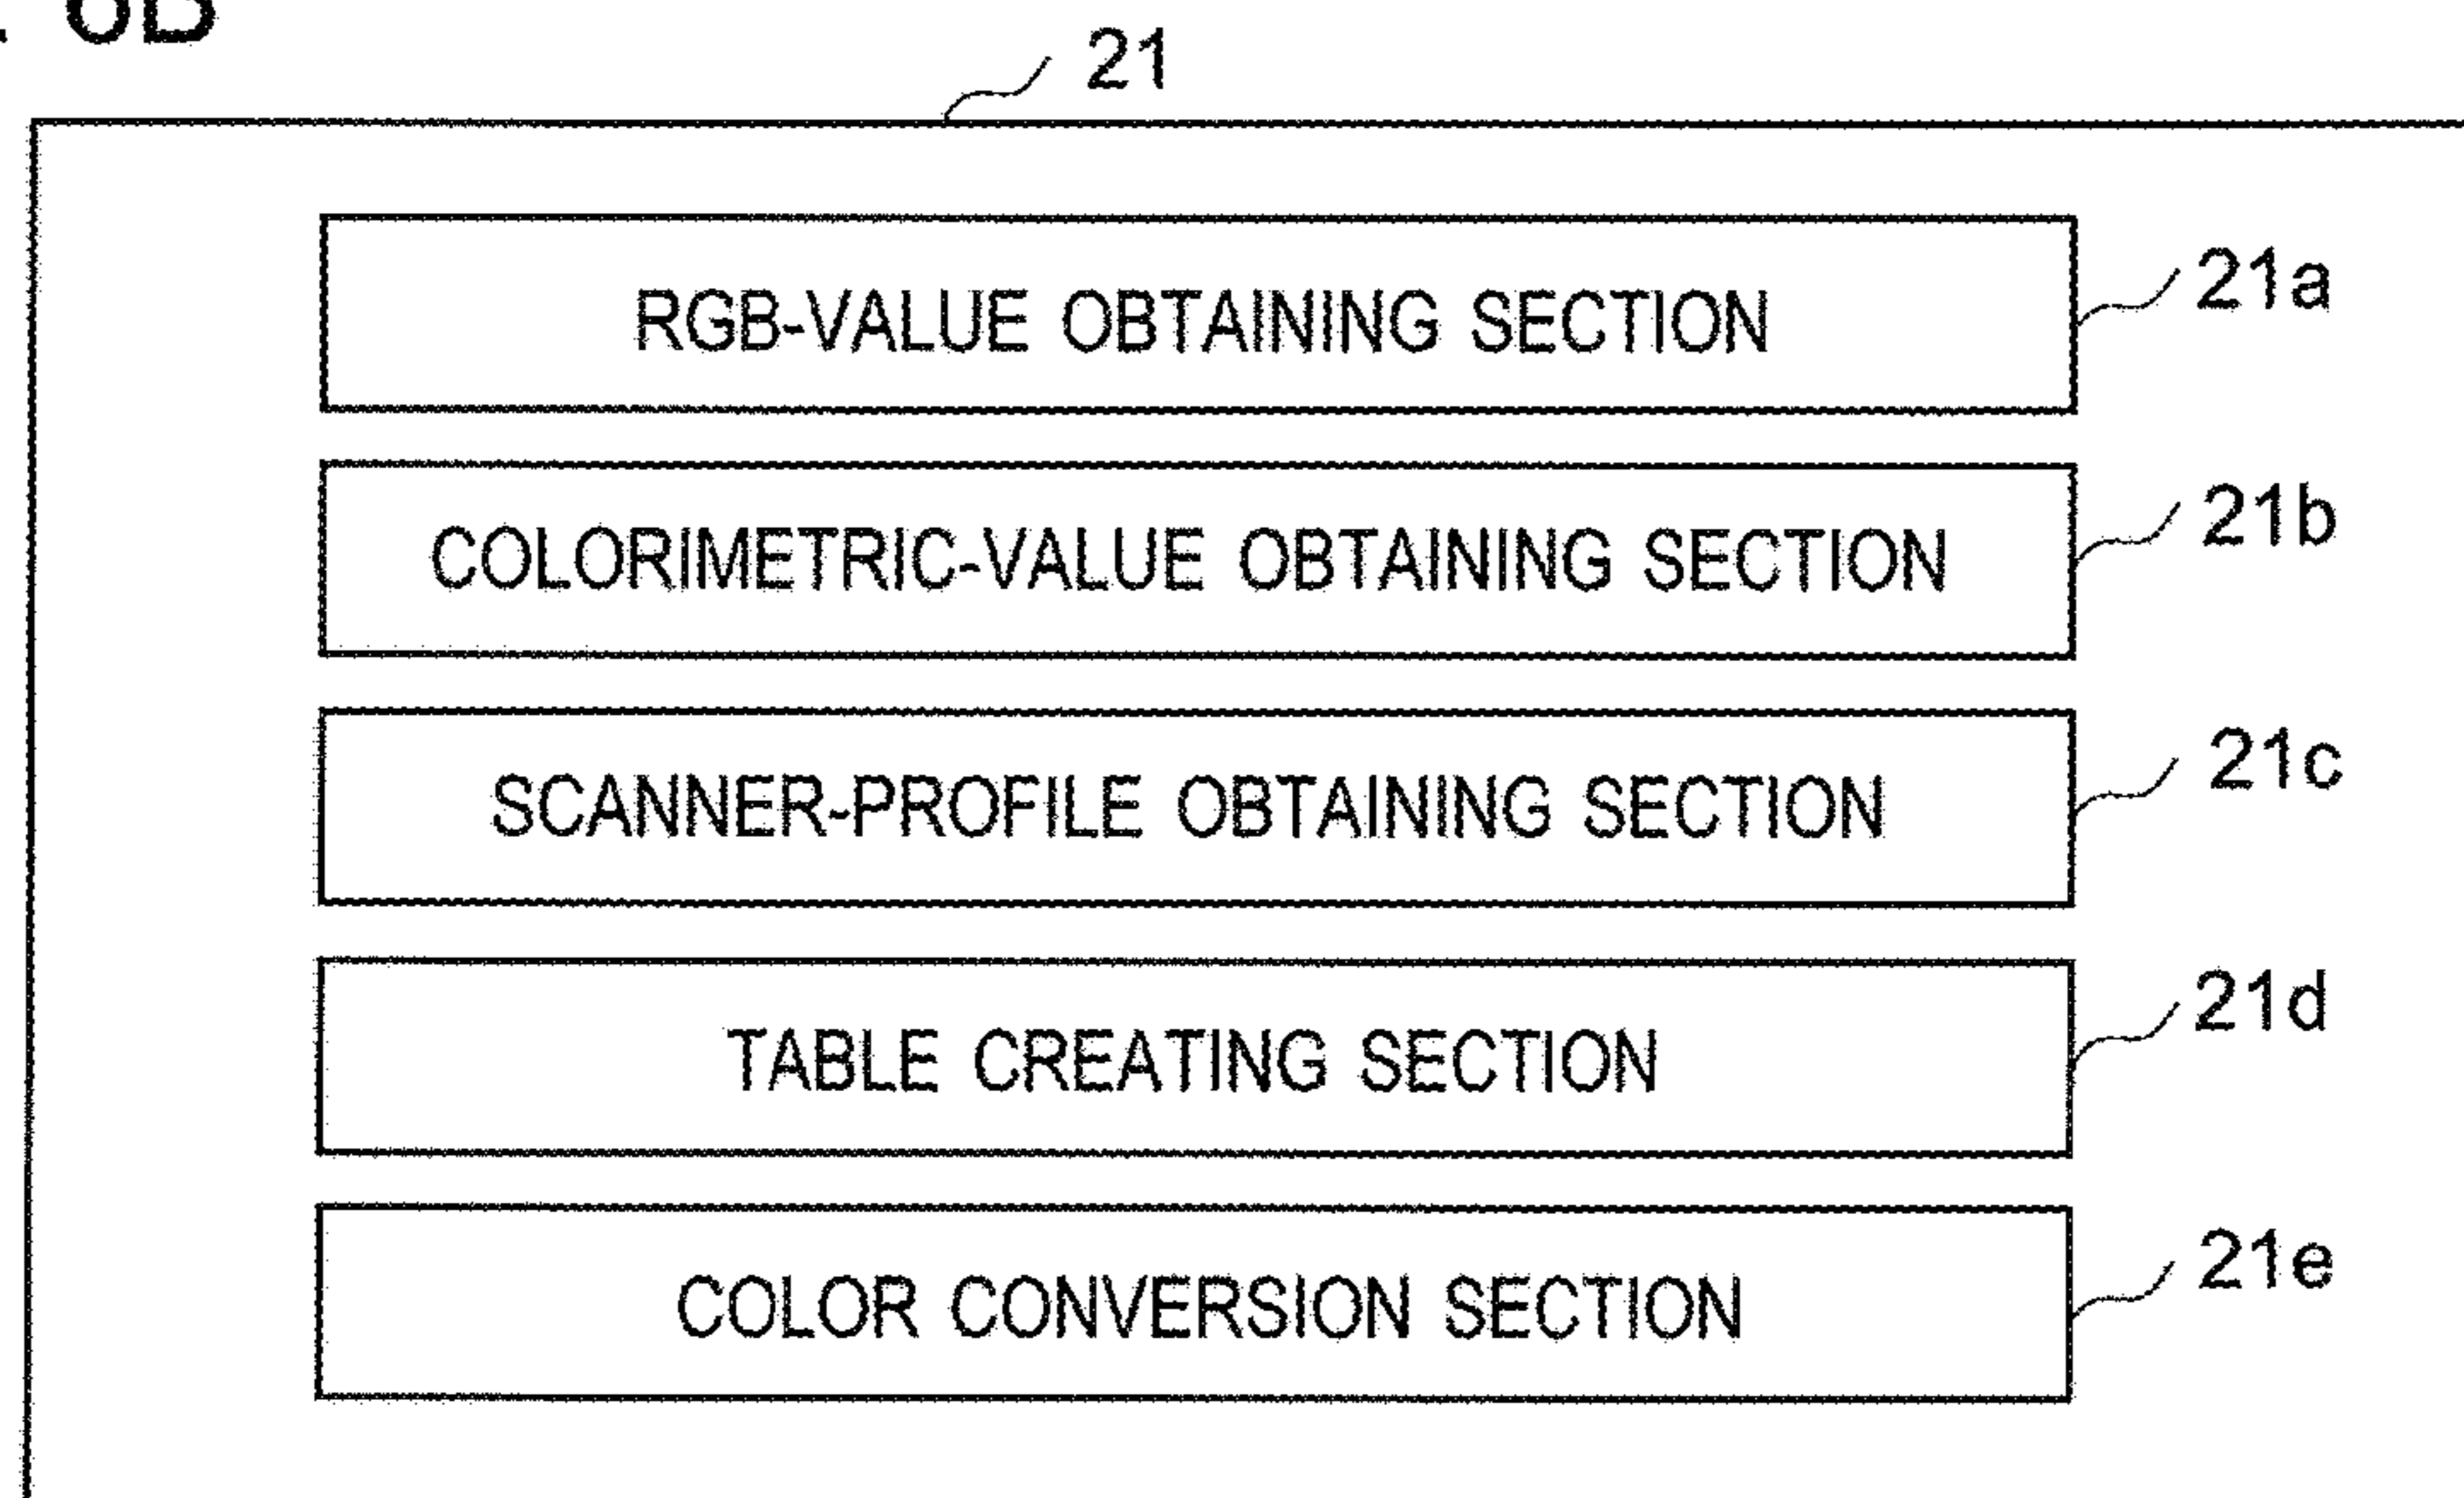 21
RGB-VALUE OBTAINING SECTION
21a
COLORIMETRIC-VALUE OBTAINING SECTION
21b
SCANNER-PROFILE OBTAINING SECTION
21c
TABLE CREATING SECTION
21d
COLOR CONVERSION SECTION
21e